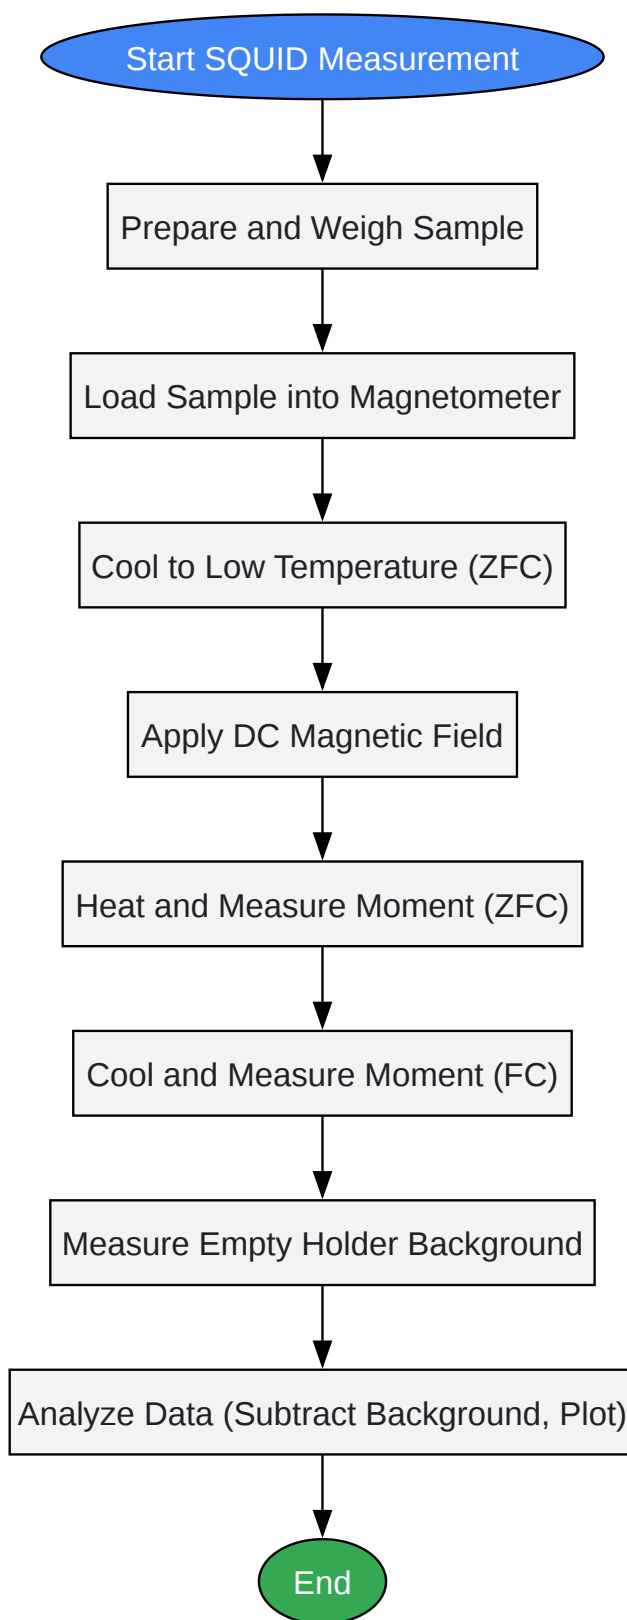 Start SQUID Measurement
Prepare and Weigh Sample
Load Sample into Magnetometer
Cool to Low Temperature (ZFC)
Apply DC Magnetic Field
Heat and Measure Moment (ZFC)
Cool and Measure Moment (FC)
Measure Empty Holder Background
Analyze Data (Subtract Background, Plot)
End